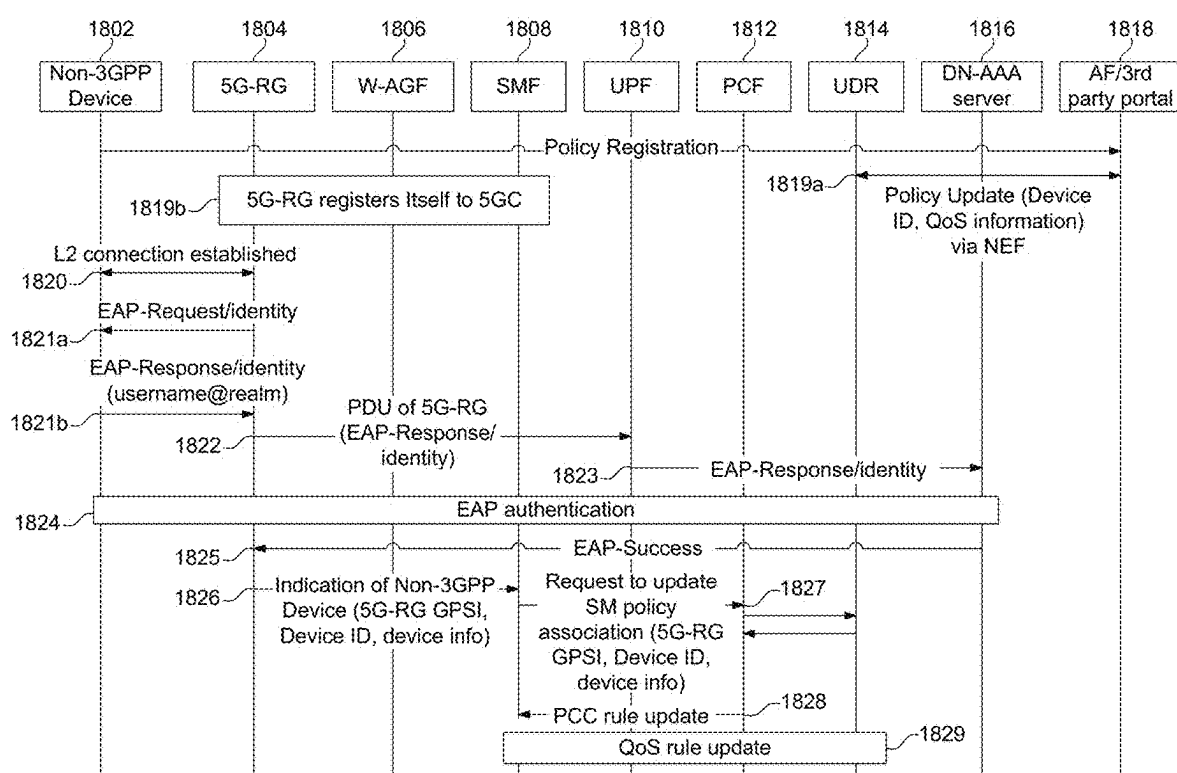 1802
1804
1806
1808
1810
1812
1814
1816
1818
Non-3GPP
Device
5G-RG
W-AGF
SMF
UPF
PCF
UDR
DN-AAA
server
AF/3rd
party portal
Policy Registration
1819a
Policy Update (Device
ID, QoS information)
via NEF
1819b
5G-RG registers Itself to 5GC
L2 connection established
1820
EAP-Request/identity
1821a
EAP-Response/identity
(username@realm)
1821b
PDU of 5G-RG
(EAP-Response/
identity)
1822
1823
EAP-Response/identity
1824
EAP authentication
1825
EAP-Success
1826
Indication of Non-3GPP
Device (5G-RG GPSI,
Device ID, device info)
Request to update
SM policy
association (5G-RG
GPSI, Device ID,
device info)
1827
PCC rule update
1828
QoS rule update
1829